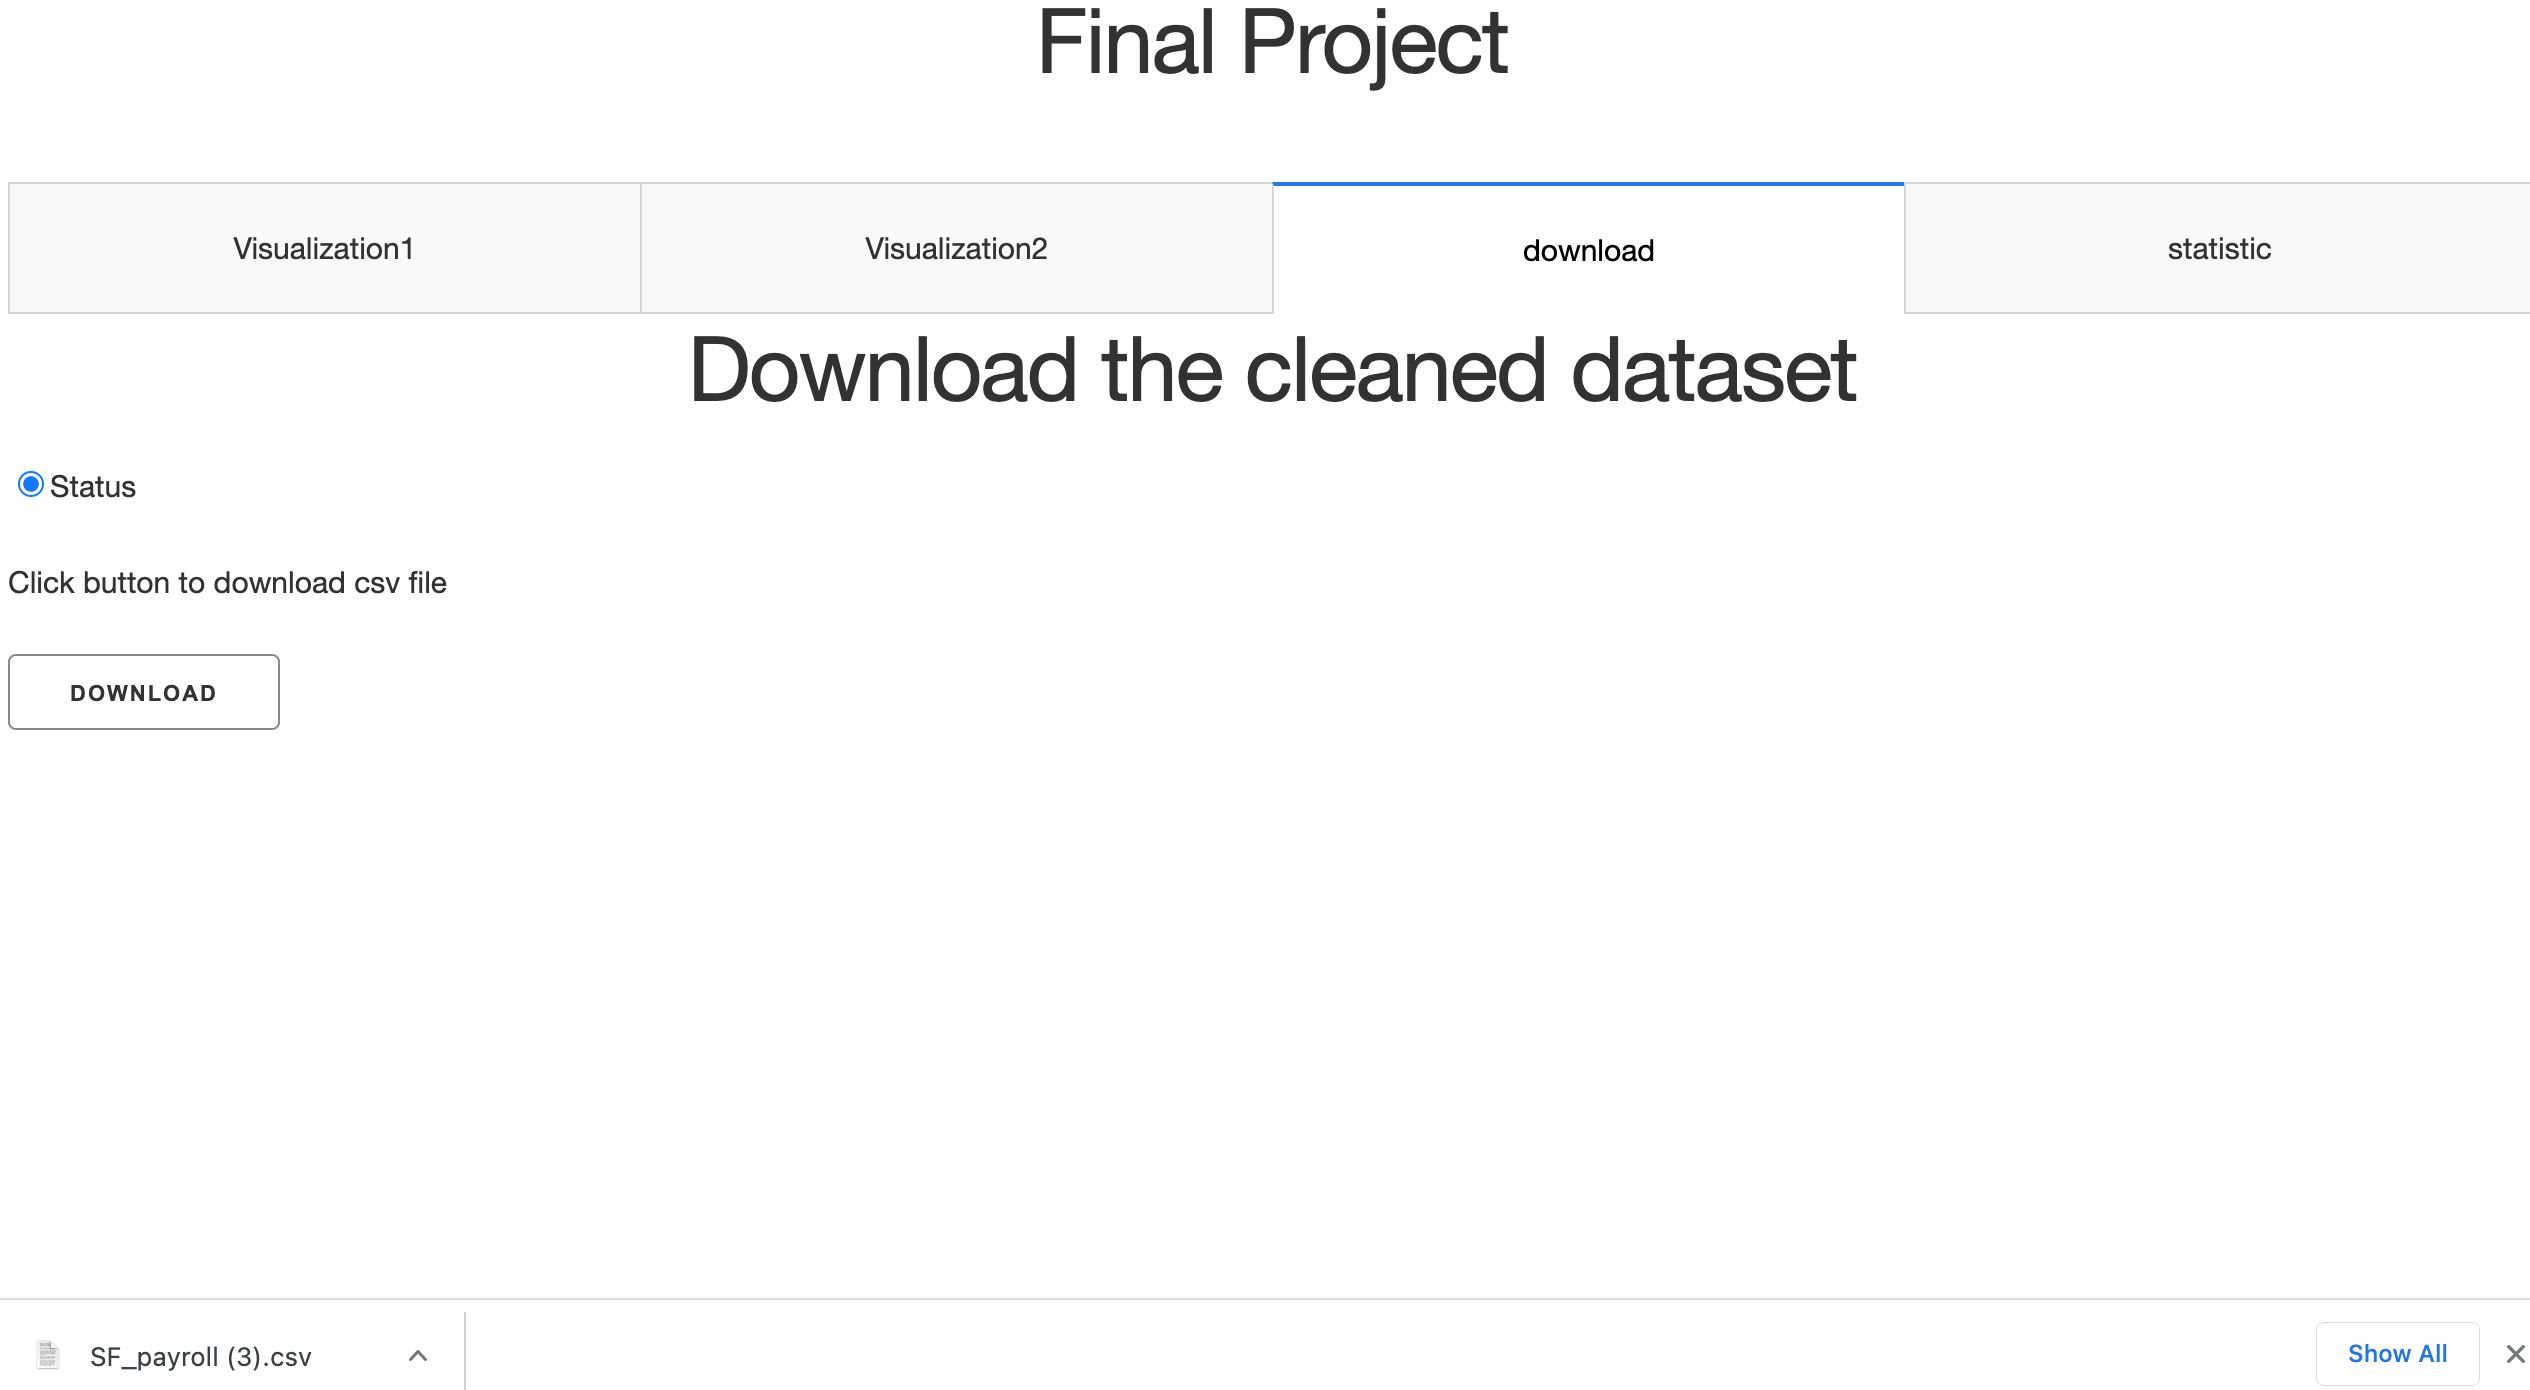 Final Project
Visualization1 Visualization2 download statistic
Download the cleaned dataset
Status
Click button to download csv file
DOWNLOAD
SF_payroll (3).csv Show All